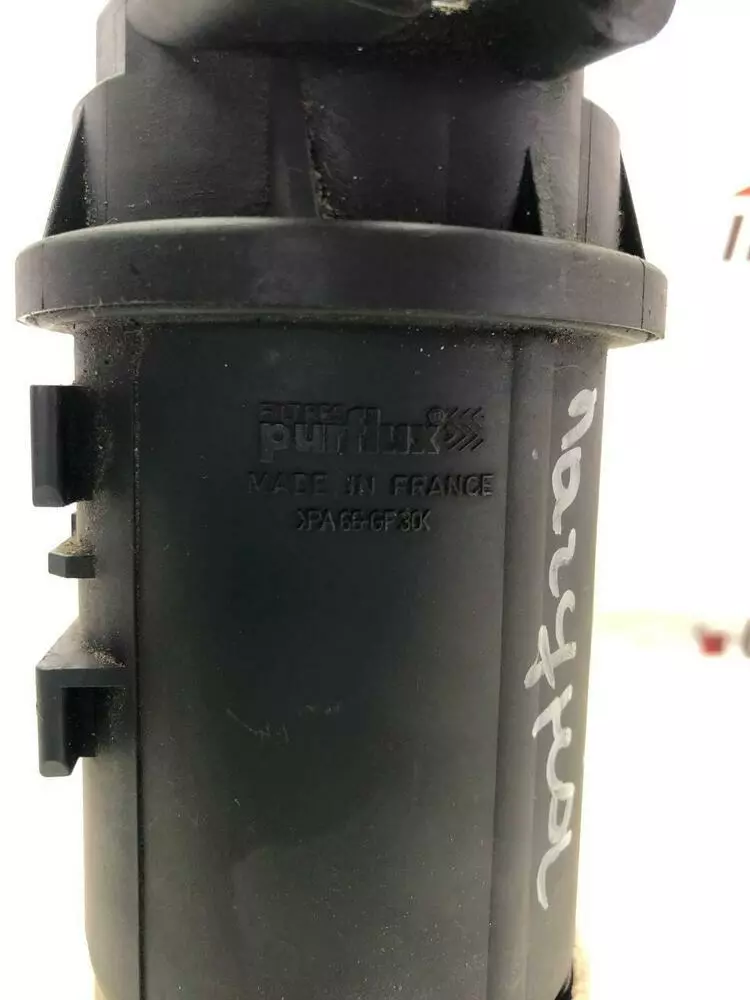 FILTRES
purflux®
MADE IN FRANCE
>PA66-GF30<